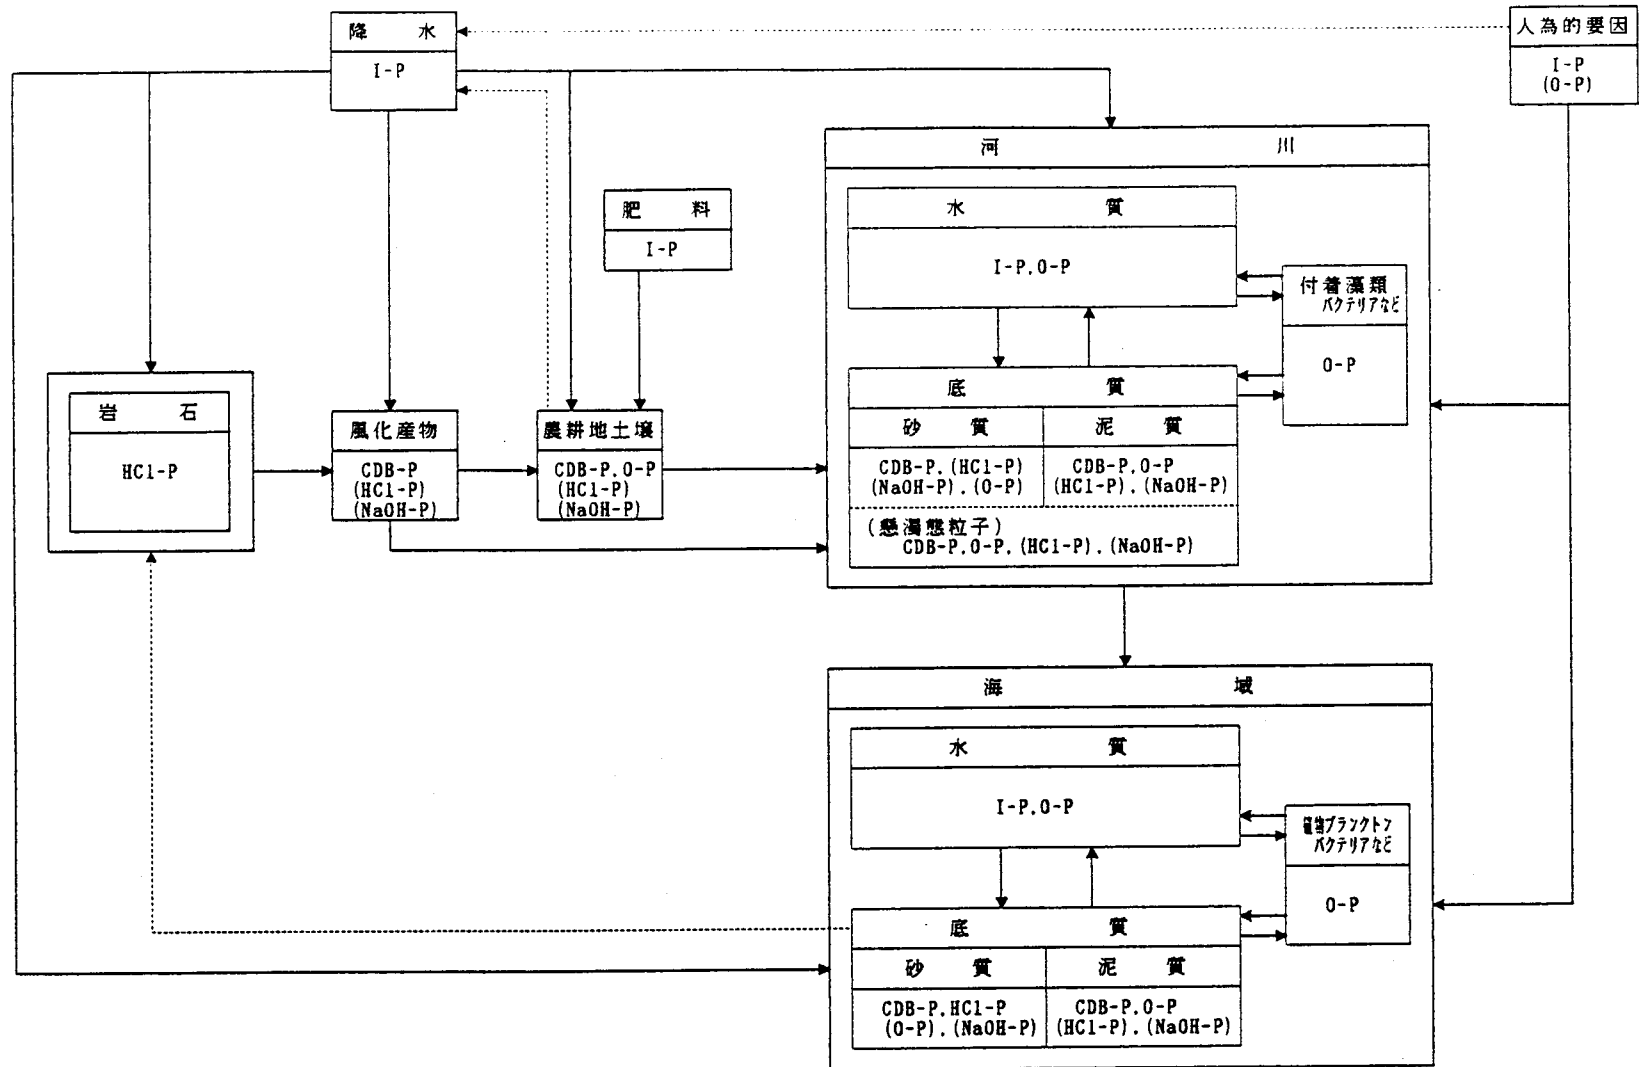 降 水
I-P
人為的要因
I-P
(O-P)
肥 料
I-P
岩 石
HCl-P
風化産物
CDB-P
(HCl-P)
(NaOH-P)
農耕地土壌
CDB-P.O-P
(HCl-P)
(NaOH-P)
河 川
水 質
I-P.O-P
付着藻類
バクテリアなど
O-P
底 質
砂 質
CDB-P.(HCl-P)
(NaOH-P).(O-P)
泥 質
CDB-P.O-P
(HCl-P).(NaOH-P)
(懸濁態粒子)
CDB-P.O-P.(HCl-P).(NaOH-P)
海 域
水 質
I-P.O-P
植物プランクトン
バクテリアなど
O-P
底 質
砂 質
CDB-P.HCl-P
(O-P).(NaOH-P)
泥 質
CDB-P.O-P
(HCl-P).(NaOH-P)